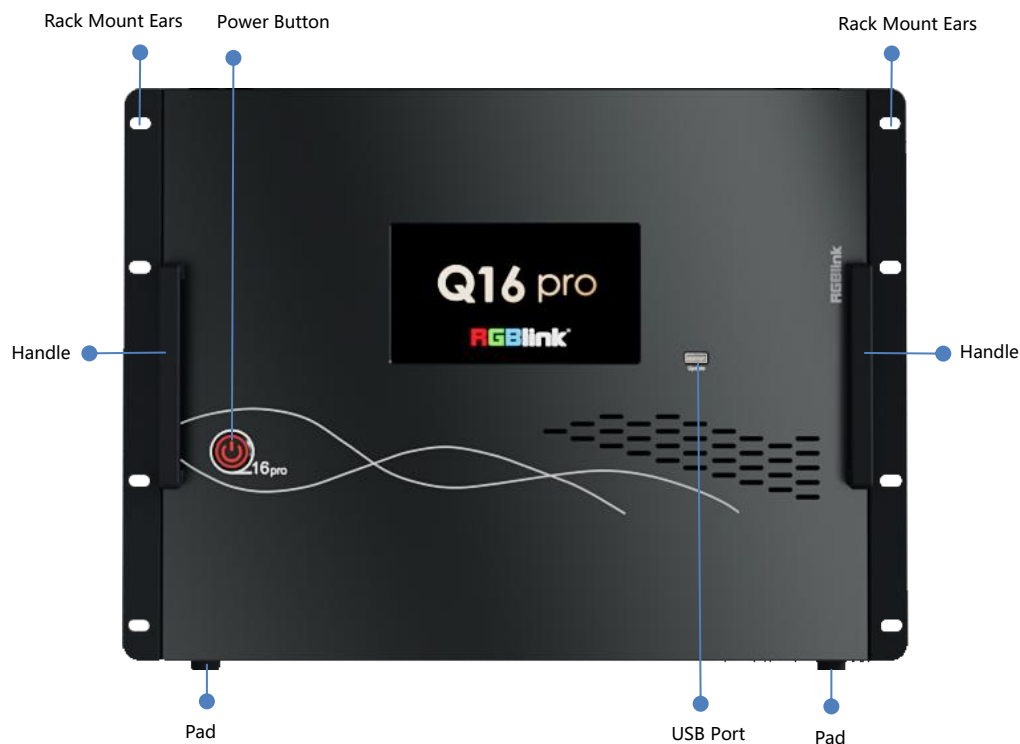 Rack Mount Ears
Power Button
Rack Mount Ears
Q16 pro
RGBlink
RGBlink
Handle
Handle
Update
16pro
Pad
USB Port
Pad